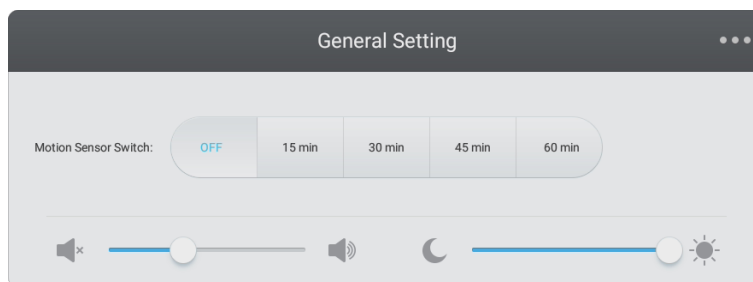 General Setting
Motion Sensor Switch: OFF 15 min 30 min 45 min 60 min